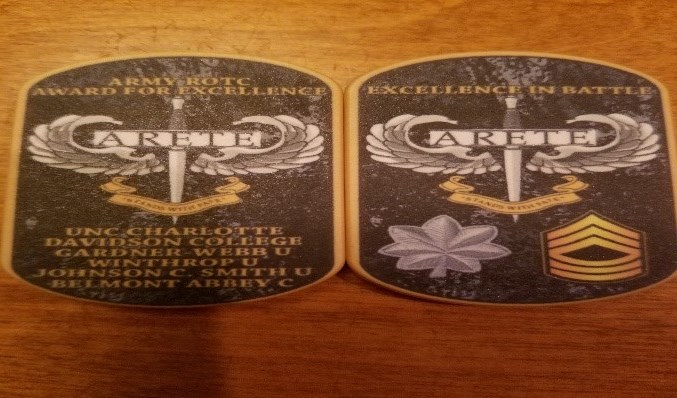 ARMY ROTC
AWARD FOR EXCELLENCE
ARETE
UNC CHARLOTTE
DAVIDSON COLLEGE
GARDNER-WEBB U
WINTHROP U
JOHNSON C. SMITH U
BELMONT ABBEY C
EXCELLENCE IN BATTLE
ARETE